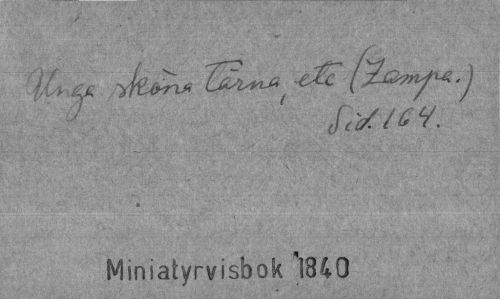 Unga sköna Tärna, etc (Zampa.)
Sid. 164.
Miniatyrvisbok 1840